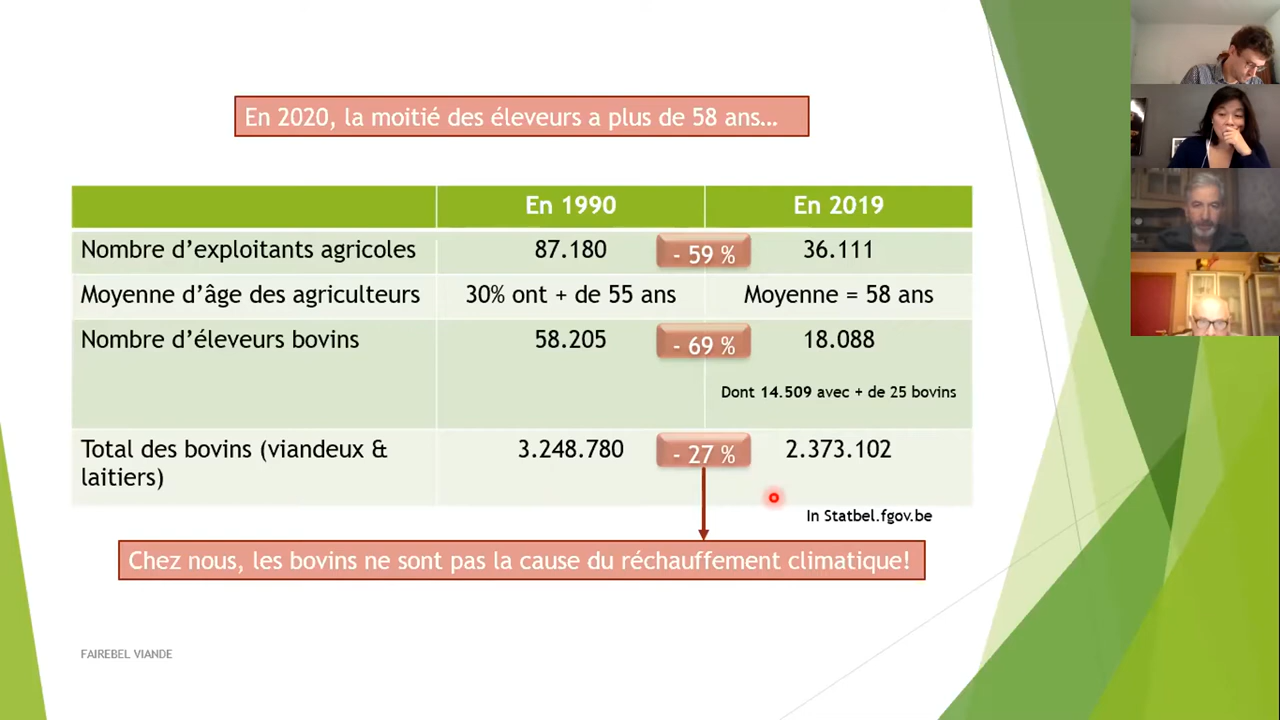 En 2020, la moitié des éleveurs a plus de 58 ans…
En 1990
En 2019
Nombre d’exploitants agricoles
87.180
- 59 %
36.111
Moyenne d’âge des agriculteurs
30% ont + de 55 ans
Moyenne = 58 ans
Nombre d’éleveurs bovins
58.205
- 69 %
18.088
Dont 14.509 avec + de 25 bovins
Total des bovins (viandeux &
laitiers)
3.248.780
- 27 %
2.373.102
In Statbel.fgov.be
Chez nous, les bovins ne sont pas la cause du réchauffement climatique!
FAIREBEL VIANDE